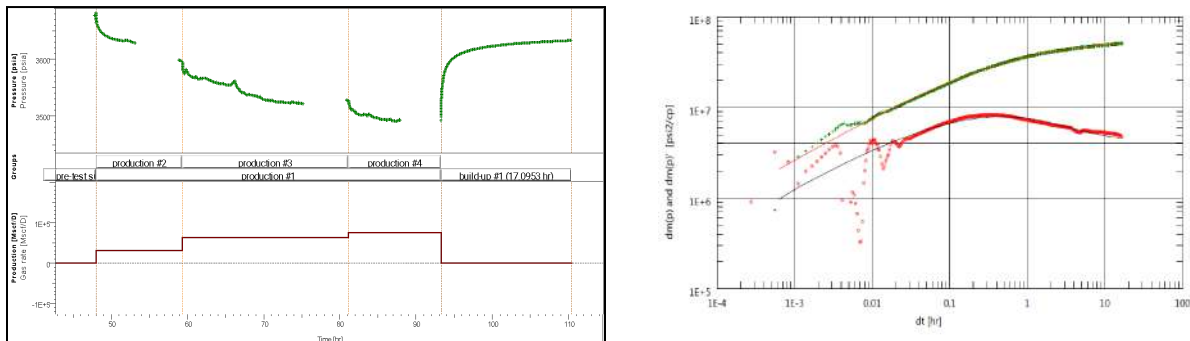 Pressure [psia]
Pressure [psia]
3600
3500
Groups
production #2
production #3
production #4
production #1
build-up #1 (17.0953 hr)
Production [Mscf/D]
Gas rate [Mscf/D]
1E+5
0
-1E+5
50
60
70
80
90
100
110
Time [hr]
dm(p) and dm(p)' [psi2/cp]
1E+8
1E+7
1E+6
1E+5
1E-4
1E-3
0.01
0.1
1
10
100
dt [hr]